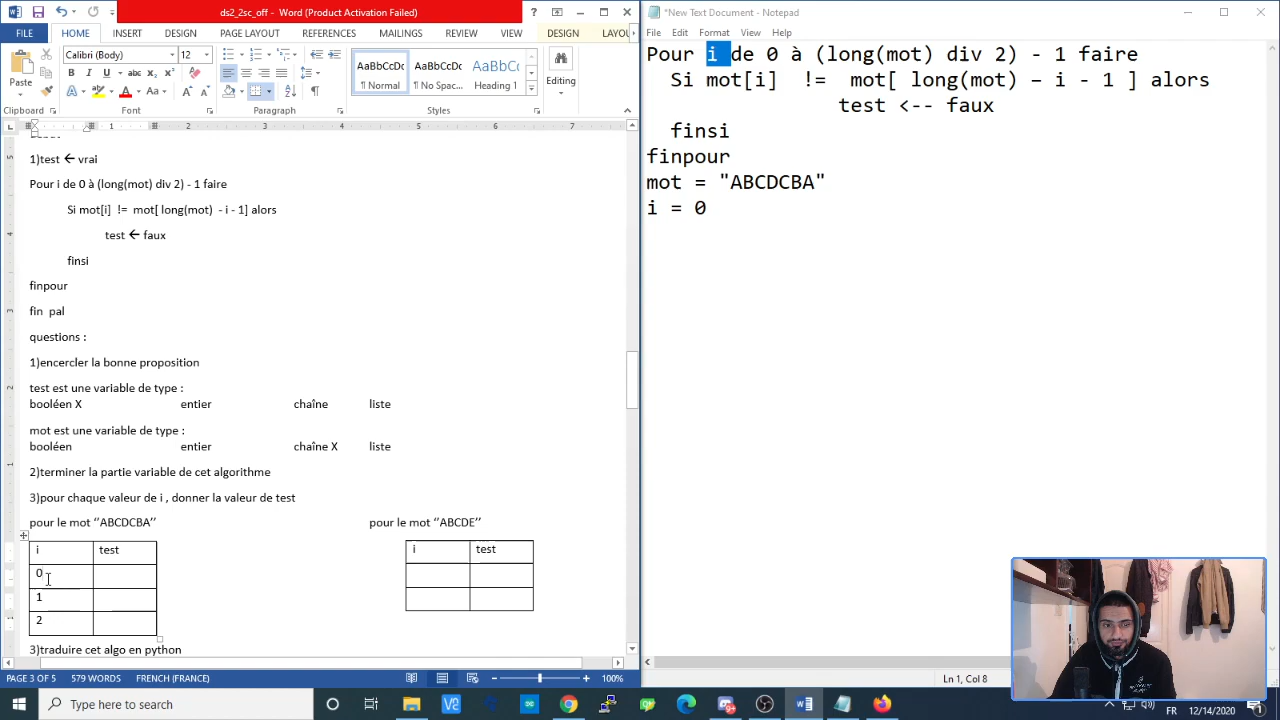 ds2_2sc_off - Word (Product Activation Failed)
FILE HOME INSERT DESIGN PAGE LAYOUT REFERENCES MAILINGS REVIEW VIEW DESIGN LAYOU
Calibri (Body) 12
Paste
AaBbCcDc AaBbCcDc AaBbCc
¶ Normal ¶ No Spac... Heading 1
Editing
Clipboard Font Paragraph Styles
1)test ← vrai
Pour i de 0 à (long(mot) div 2) - 1 faire
Si mot[i] != mot[ long(mot) - i - 1] alors
test ← faux
finsi
finpour
fin pal
questions :
1)encercler la bonne proposition
test est une variable de type :
booléen X entier chaîne liste
mot est une variable de type :
booléen entier chaîne X liste
2)terminer la partie variable de cet algorithme
3)pour chaque valeur de i , donner la valeur de test
pour le mot ‘’ABCDCBA’’ pour le mot ‘’ABCDE’’
i test i test
0
1
2
3)traduire cet algo en python
PAGE 3 OF 5 579 WORDS FRENCH (FRANCE) 100%
*New Text Document - Notepad
File Edit Format View Help
Pour i de 0 à (long(mot) div 2) - 1 faire
Si mot[i] != mot[ long(mot) – i - 1 ] alors
test <-- faux
finsi
finpour
mot = "ABCDCBA"
i = 0
Ln 1, Col 8
Type here to search
FR 12/14/2020